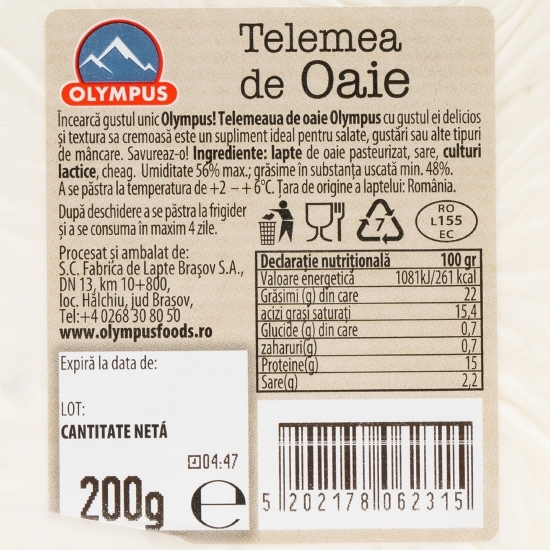 OLYMPUS
Telemea
de Oaie
Încearcă gustul unic Olympus! Telemeaua de oaie Olympus cu gustul ei delicios
și textura sa cremoasă este un supliment ideal pentru salate, gustări sau alte tipuri
de mâncare. Savureaz-o! Ingrediente: lapte de oaie pasteurizat, sare, culturi
lactice, cheag. Umiditate 56% max.; grăsime în substanța uscată min. 48%.
A se păstra la temperatura de +2 – + 6°C. Țara de origine a laptelui: România.
După deschidere a se păstra la frigider
și a se consuma în maxim 4 zile.
7
RO
L155
EC
Procesat și ambalat de:
S.C. Fabrica de Lapte Brașov S.A.,
DN 13, km 10+800,
loc. Hălchiu, jud Brașov,
Tel:+4 0268 30 80 50
www.olympusfoods.ro
Declarație nutrițională 100 gr
Valoare energetică 1081kJ/261 kcal
Grăsimi (g) din care 22
acizi grași saturați 15,4
Glucide (g) din care 0,7
zaharuri(g) 0,7
Proteine(g) 15
Sare(g) 2,2
Expiră la data de:
LOT:
CANTITATE NETĂ
04:47
200g e
5 202178 062315